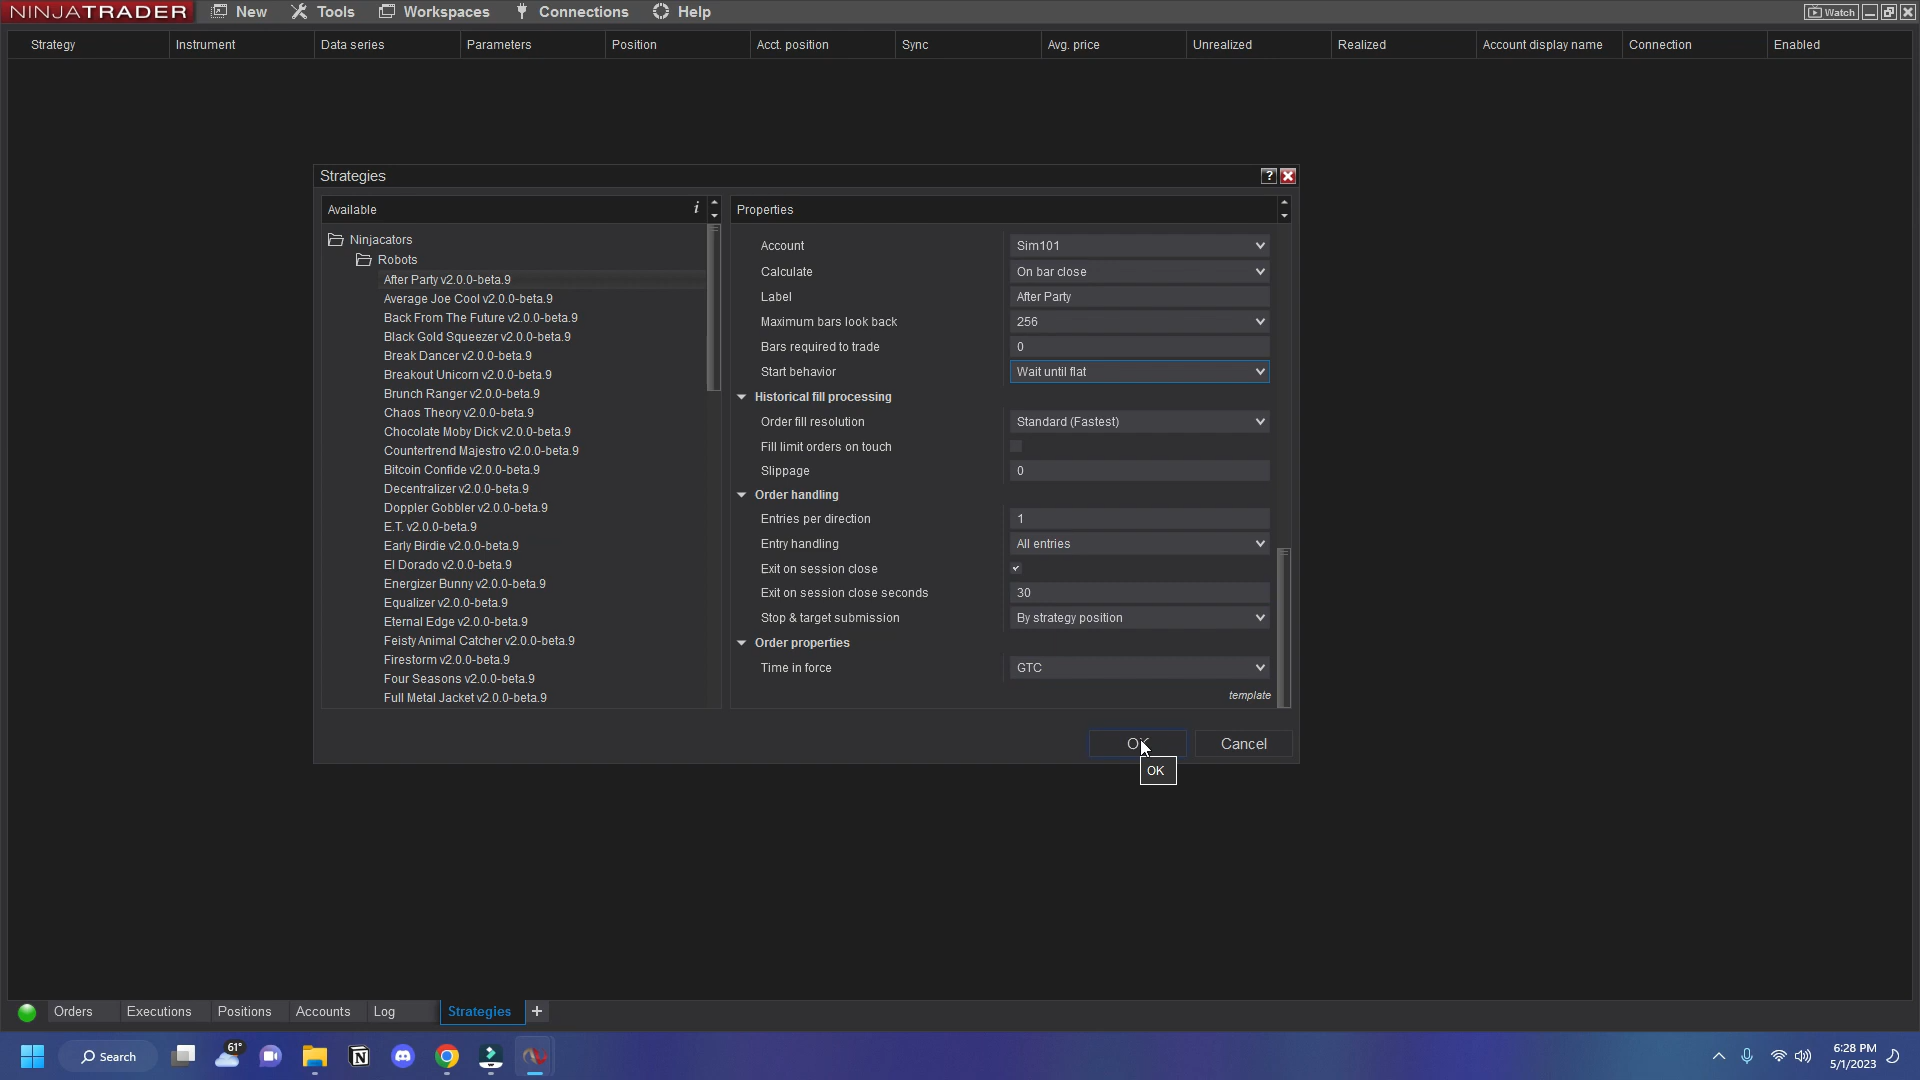 NINJATRADER New Tools Workspaces Connections Help Watch
Strategy Instrument Data series Parameters Position Acct. position Sync Avg. price Unrealized Realized Account display name Connection Enabled
Strategies ?
Available i Properties
Ninjacators
Robots
After Party v2.0.0-beta.9
Average Joe Cool v2.0.0-beta.9
Back From The Future v2.0.0-beta.9
Black Gold Squeezer v2.0.0-beta.9
Break Dancer v2.0.0-beta.9
Breakout Unicorn v2.0.0-beta.9
Brunch Ranger v2.0.0-beta.9
Chaos Theory v2.0.0-beta.9
Chocolate Moby Dick v2.0.0-beta.9
Countertrend Majestro v2.0.0-beta.9
Bitcoin Confide v2.0.0-beta.9
Decentralizer v2.0.0-beta.9
Doppler Gobbler v2.0.0-beta.9
E.T. v2.0.0-beta.9
Early Birdie v2.0.0-beta.9
El Dorado v2.0.0-beta.9
Energizer Bunny v2.0.0-beta.9
Equalizer v2.0.0-beta.9
Eternal Edge v2.0.0-beta.9
Feisty Animal Catcher v2.0.0-beta.9
Firestorm v2.0.0-beta.9
Four Seasons v2.0.0-beta.9
Full Metal Jacket v2.0.0-beta.9
Account Sim101
Calculate On bar close
Label After Party
Maximum bars look back 256
Bars required to trade 0
Start behavior Wait until flat
Historical fill processing
Order fill resolution Standard (Fastest)
Fill limit orders on touch
Slippage 0
Order handling
Entries per direction 1
Entry handling All entries
Exit on session close
Exit on session close seconds 30
Stop & target submission By strategy position
Order properties
Time in force GTC
template
OK Cancel
OK
Orders Executions Positions Accounts Log Strategies +
61°
Search
6:28 PM
5/1/2023